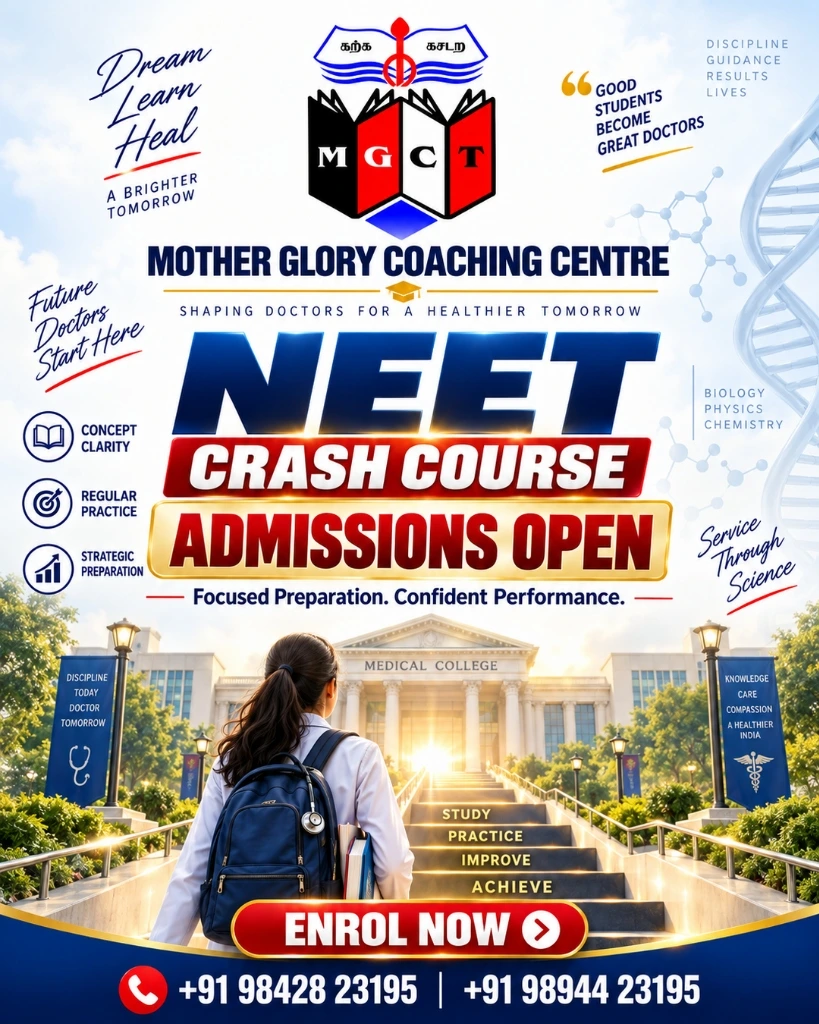 கற்க கசடற
M G C T
Dream
Learn
Heal
A BRIGHTER
TOMORROW
“GOOD
STUDENTS
BECOME
GREAT DOCTORS
DISCIPLINE
GUIDANCE
RESULTS
LIVES
MOTHER GLORY COACHING CENTRE
SHAPING DOCTORS FOR A HEALTHIER TOMORROW
Future
Doctors
Start Here
NEET
CRASH COURSE
ADMISSIONS OPEN
Focused Preparation. Confident Performance.
CONCEPT
CLARITY
REGULAR
PRACTICE
STRATEGIC
PREPARATION
BIOLOGY
PHYSICS
CHEMISTRY
Service
Through
Science
MEDICAL COLLEGE
DISCIPLINE
TODAY
DOCTOR
TOMORROW
KNOWLEDGE
CARE
COMPASSION
A HEALTHIER
INDIA
STUDY
PRACTICE
IMPROVE
ACHIEVE
ENROL NOW
+91 98428 23195 | +91 98944 23195